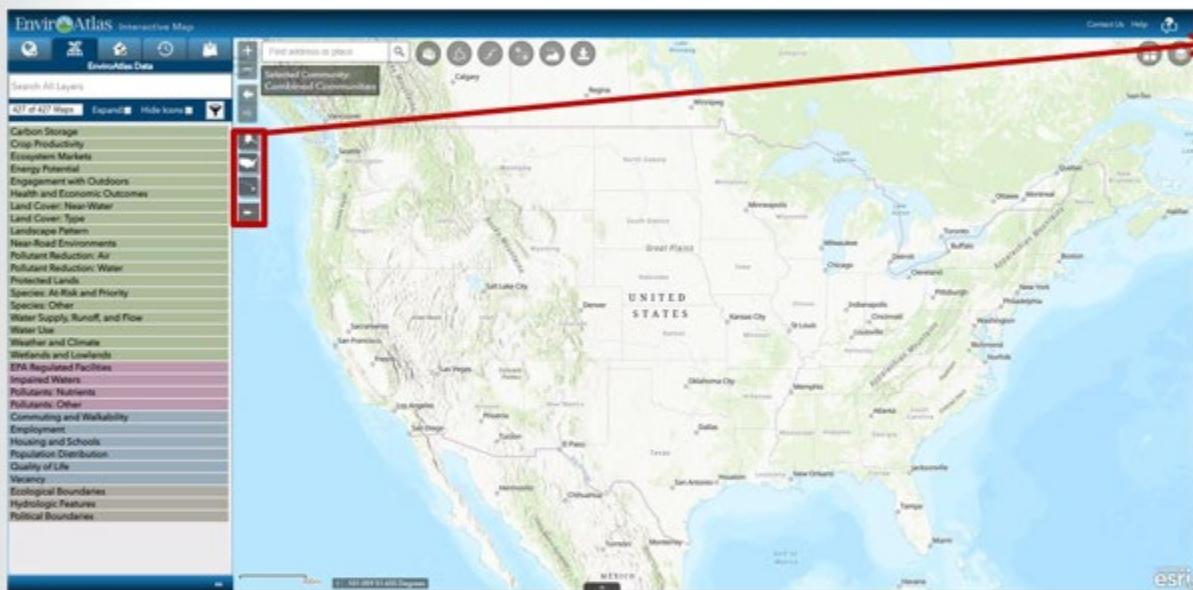 EnviroAtlas Interactive Map
Contact Us Help
EnviroAtlas Data
Search All Layers
427 of 427 Maps Expand Hide Icons
Carbon Storage
Crop Productivity
Ecosystem Markets
Energy Potential
Engagement with Outdoors
Health and Economic Outcomes
Land Cover: Near-Water
Land Cover: Type
Landscape Pattern
Near-Road Environments
Pollutant Reduction: Air
Pollutant Reduction: Water
Protected Lands
Species: At-Risk and Priority
Species: Other
Water Supply, Runoff, and Flow
Water Use
Weather and Climate
Wetlands and Lowlands
EPA Regulated Facilities
Impaired Waters
Pollutants: Nutrients
Pollutants: Other
Commuting and Walkability
Employment
Housing and Schools
Population Distribution
Quality of Life
Vacancy
Ecological Boundaries
Hydrologic Features
Political Boundaries
Find address or place
Selected Community:
Combined Communities
Calgary
Regina
Winnipeg
Vancouver
Seattle
Quebec
Ottawa
Montreal
Halifax
Minneapolis
Toronto
Buffalo
Boston
Milwaukee
Detroit
Chicago
Cleveland
Great Plains
Rocky Mountains
Appalachian Mountains
Salt Lake City
Denver
UNITED
STATES
Kansas City
St Louis
Indianapolis
Cincinnati
Louisville
Pittsburgh
New York
Philadelphia
Washington
Richmond
Norfolk
Sacramento
San Francisco
Fresno
Las Vegas
Los Angeles
San Diego
Phoenix
Tucson
El Paso
Oklahoma City
Memphis
Dallas
Atlanta
Texas
San Antonio
Houston
New Orleans
Jacksonville
Tampa
Miami
Hermosillo
Chihuahua
Torreón
Monterrey
MÉXICO
Havana
esri